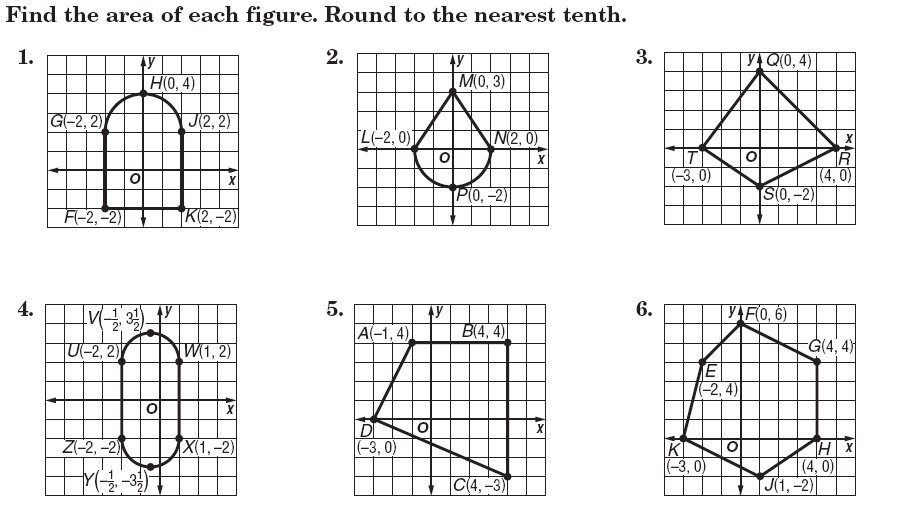 Find the area of each figure. Round to the nearest tenth.
1.
y
H(0, 4)
G(–2, 2)
J(2, 2)
O
x
F(–2, –2)
K(2, –2)
2.
y
M(0, 3)
L(–2, 0)
N(2, 0)
O
x
P(0, –2)
3.
y
Q(0, 4)
x
T
O
R
(–3, 0)
(4, 0)
S(0, –2)
4.
V(–1/2, 3 1/2)
y
U(–2, 2)
W(1, 2)
O
x
Z(–2, –2)
X(1, –2)
Y(–1/2, –3 1/2)
5.
y
A(–1, 4)
B(4, 4)
D
O
x
(–3, 0)
C(4, –3)
6.
y
F(0, 6)
G(4, 4)
E
(–2, 4)
K
O
H
x
(–3, 0)
(4, 0)
J(1, –2)